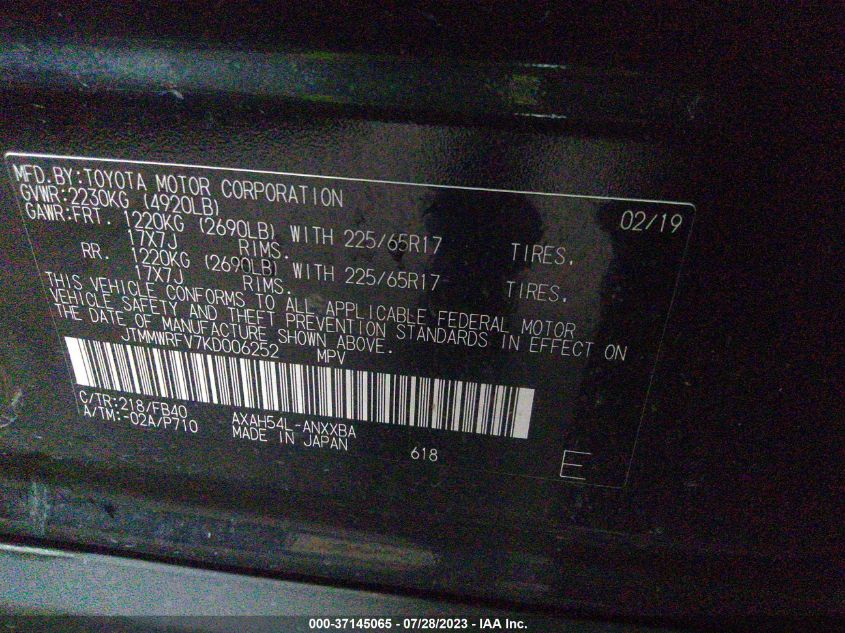 MFD.BY:TOYOTA MOTOR CORPORATION 02/19
GVWR:2230KG (4920LB)
GAWR:FRT. 1220KG (2690LB) WITH 225/65R17 TIRES.
17X7J RIMS.
RR. 1220KG (2690LB) WITH 225/65R17 TIRES.
17X7J RIMS.
THIS VEHICLE CONFORMS TO ALL APPLICABLE FEDERAL MOTOR
VEHICLE SAFETY AND THEFT PREVENTION STANDARDS IN EFFECT ON
THE DATE OF MANUFACTURE SHOWN ABOVE.
JTMMWRFV7KD006252 MPV
C/TR:218/FB40 AXAH54L-ANXXBA
A/TM:-02A/P710 MADE IN JAPAN
618
E
000-37145065 / 07/28/2023 - IAA Inc.